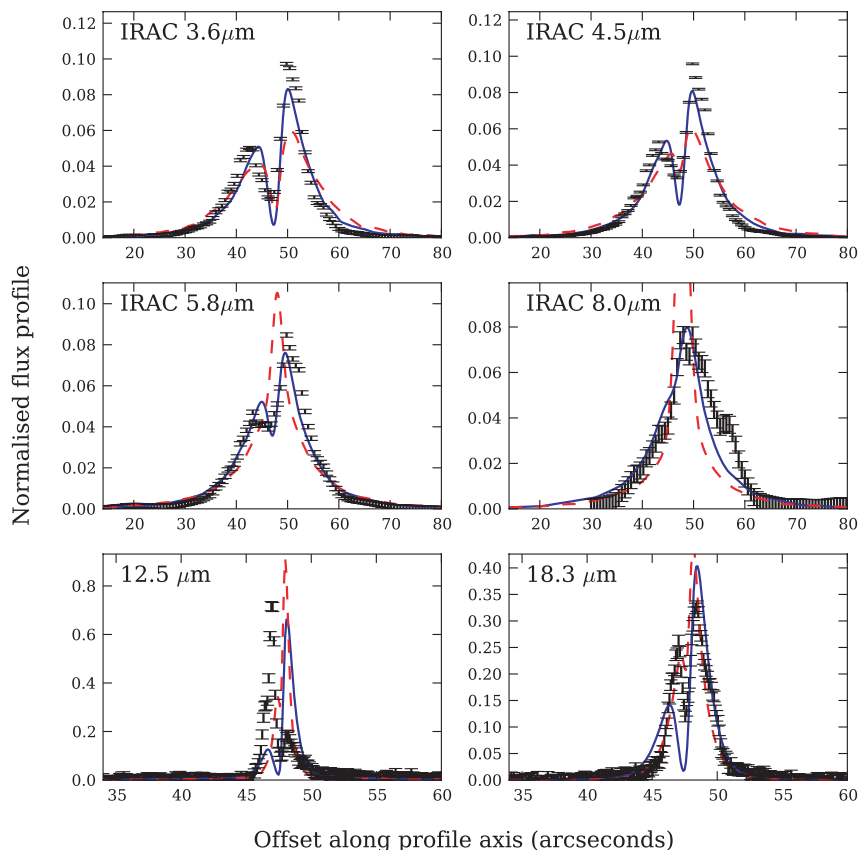 IRAC 3.6μm
0.12
0.10
0.08
0.06
0.04
0.02
0.00
20 30 40 50 60 70 80
IRAC 4.5μm
0.12
0.10
0.08
0.06
0.04
0.02
0.00
20 30 40 50 60 70 80
Normalised flux profile
IRAC 5.8μm
0.10
0.08
0.06
0.04
0.02
0.00
20 30 40 50 60 70 80
IRAC 8.0μm
0.08
0.06
0.04
0.02
0.00
20 30 40 50 60 70 80
12.5 μm
0.8
0.6
0.4
0.2
0.0
35 40 45 50 55 60
18.3 μm
0.40
0.35
0.30
0.25
0.20
0.15
0.10
0.05
0.00
35 40 45 50 55 60
Offset along profile axis (arcseconds)